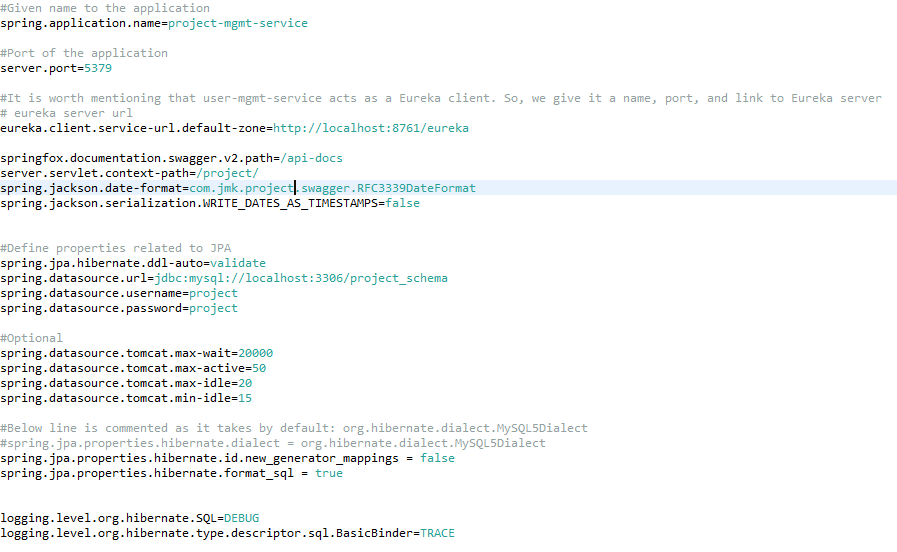 #Given name to the application
spring.application.name=project-mgmt-service
#Port of the application
server.port=5379
#It is worth mentioning that user-mgmt-service acts as a Eureka client. So, we give it a name, port, and link to Eureka server
# eureka server url
eureka.client.service-url.default-zone=http://localhost:8761/eureka
springfox.documentation.swagger.v2.path=/api-docs
server.servlet.context-path=/project/
spring.jackson.date-format=com.jmk.project.swagger.RFC3339DateFormat
spring.jackson.serialization.WRITE_DATES_AS_TIMESTAMPS=false
#Define properties related to JPA
spring.jpa.hibernate.ddl-auto=validate
spring.datasource.url=jdbc:mysql://localhost:3306/project_schema
spring.datasource.username=project
spring.datasource.password=project
#Optional
spring.datasource.tomcat.max-wait=20000
spring.datasource.tomcat.max-active=50
spring.datasource.tomcat.max-idle=20
spring.datasource.tomcat.min-idle=15
#Below line is commented as it takes by default: org.hibernate.dialect.MySQL5Dialect
#spring.jpa.properties.hibernate.dialect = org.hibernate.dialect.MySQL5Dialect
spring.jpa.properties.hibernate.id.new_generator_mappings = false
spring.jpa.properties.hibernate.format_sql = true
logging.level.org.hibernate.SQL=DEBUG
logging.level.org.hibernate.type.descriptor.sql.BasicBinder=TRACE